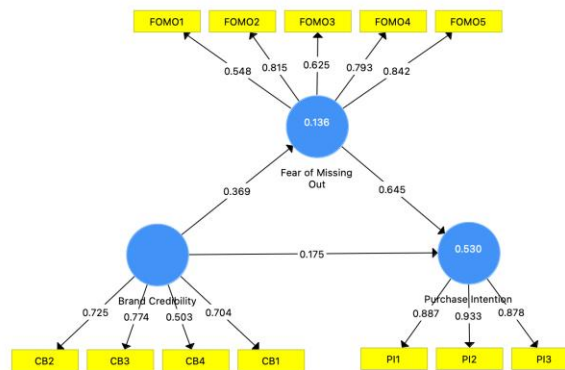 FOMO1 FOMO2 FOMO3 FOMO4 FOMO5
0.548 0.815 0.625 0.793 0.842
0.136
Fear of Missing
Out
0.369 0.645
0.175 0.530
Brand Credibility Purchase Intention
0.725 0.774 0.503 0.704 0.887 0.933 0.878
CB2 CB3 CB4 CB1 PI1 PI2 PI3